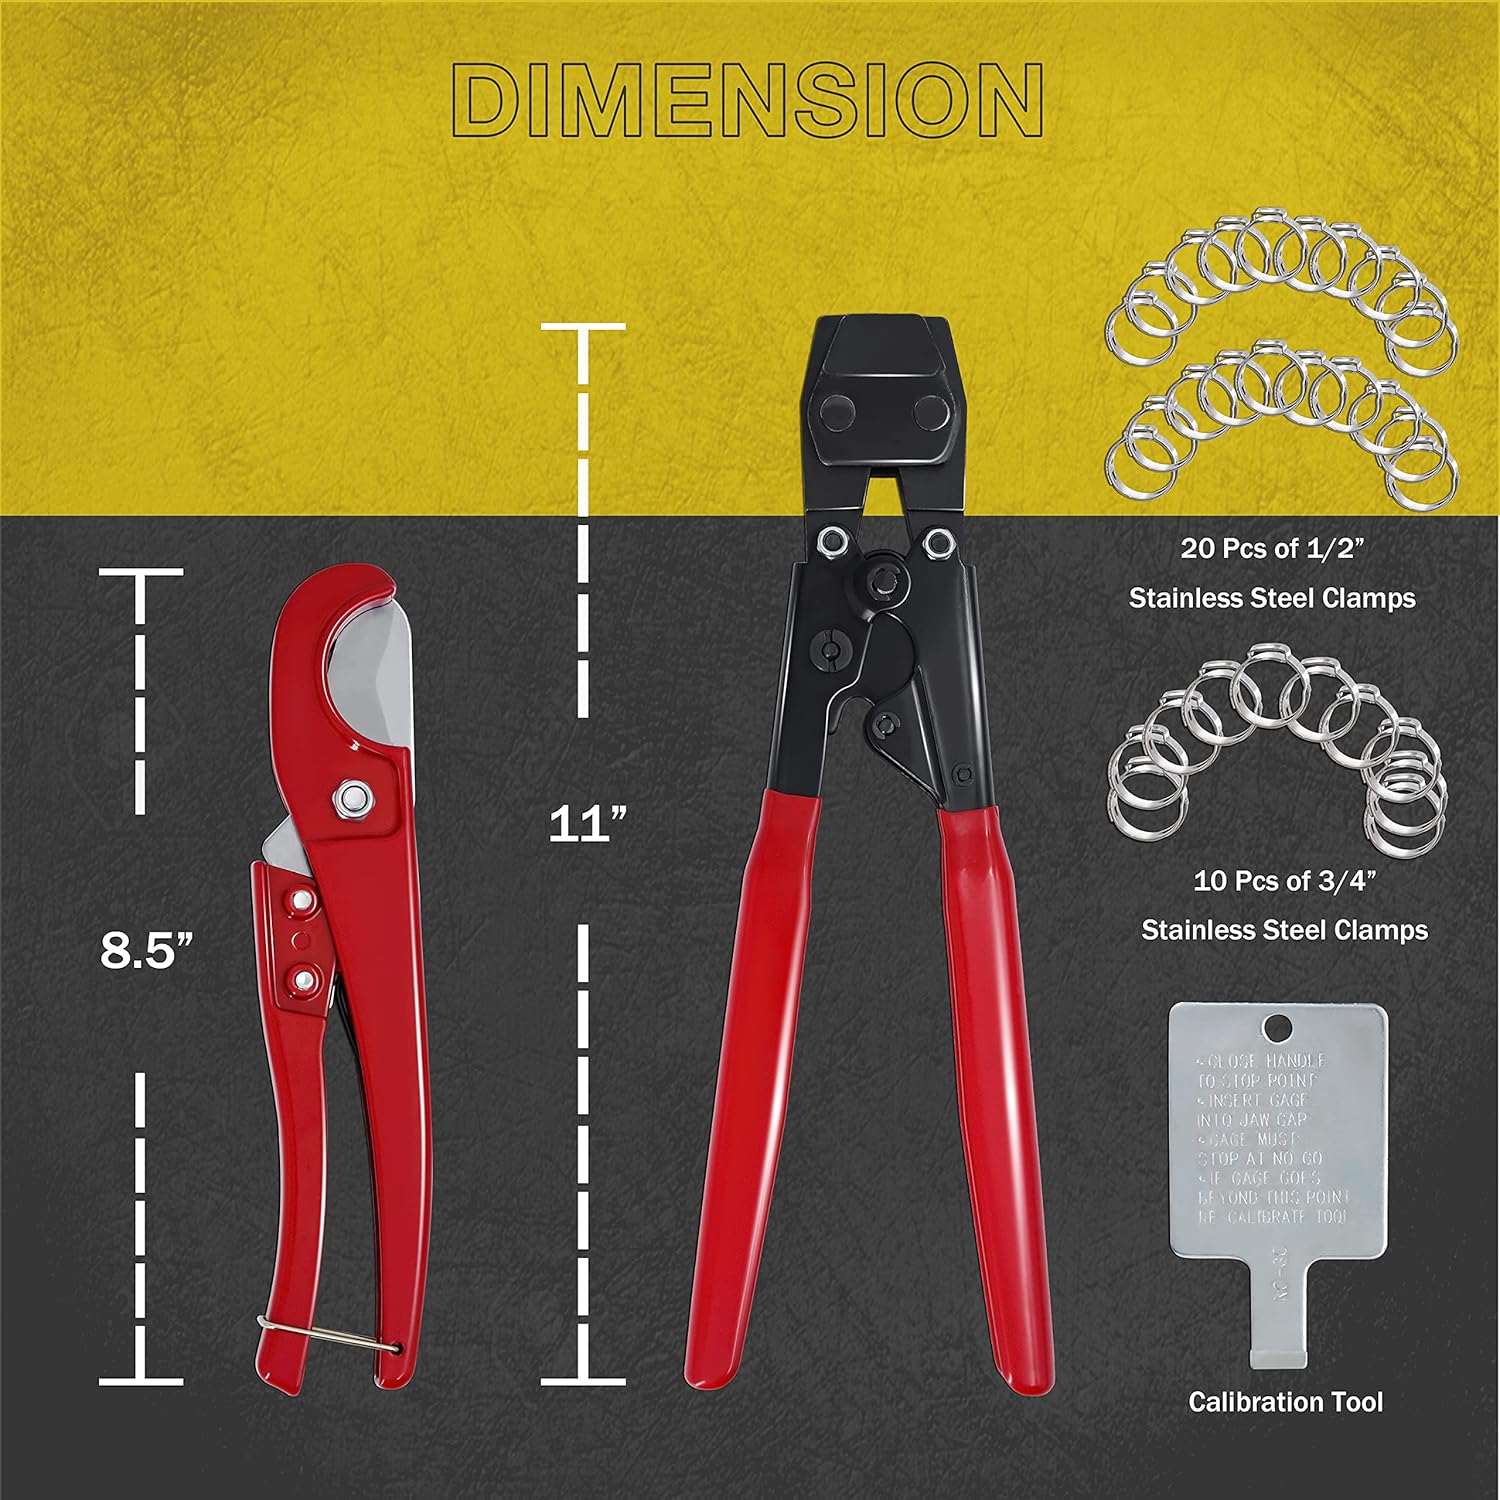 DIMENSION
20 Pcs of 1/2”
Stainless Steel Clamps
11”
10 Pcs of 3/4”
Stainless Steel Clamps
8.5”
CLOSE HANDLE
TO STOP POINT
INSERT GAGE
INTO JAW GAP
GAGE MUST
STOP AT NO GO
IF GAGE GOES
BEYOND THIS POINT
RE-CALIBRATE TOOL
NO-GO
Calibration Tool